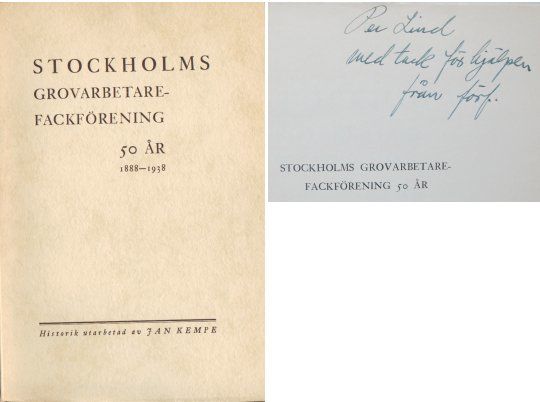 STOCKHOLMS
GROVARBETARE-
FACKFÖRENING
50 ÅR
1888—1938
Historik utarbetad av JAN KEMPE
Per Lind
med tack för hjälpen
från förf.
STOCKHOLMS GROVARBETARE-
FACKFÖRENING 50 ÅR